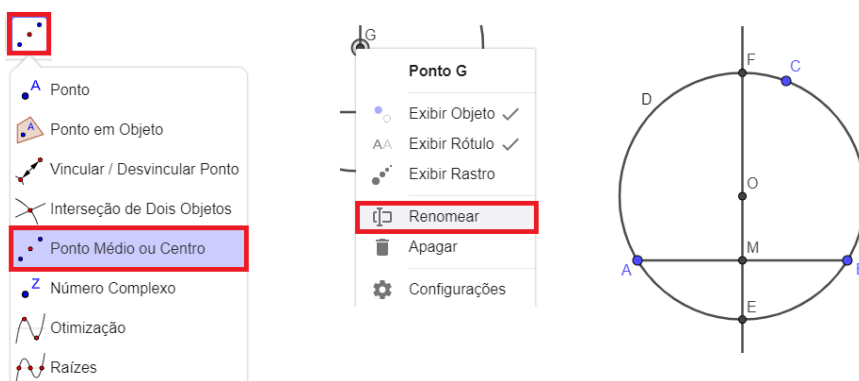 A Ponto
A Ponto em Objeto
Vincular / Desvincular Ponto
Interseção de Dois Objetos
Ponto Médio ou Centro
Z Número Complexo
Otimização
Raízes
G
Ponto G
Exibir Objeto
AA Exibir Rótulo
Exibir Rastro
Renomear
Apagar
Configurações
F
C
D
O
M
A
B
E